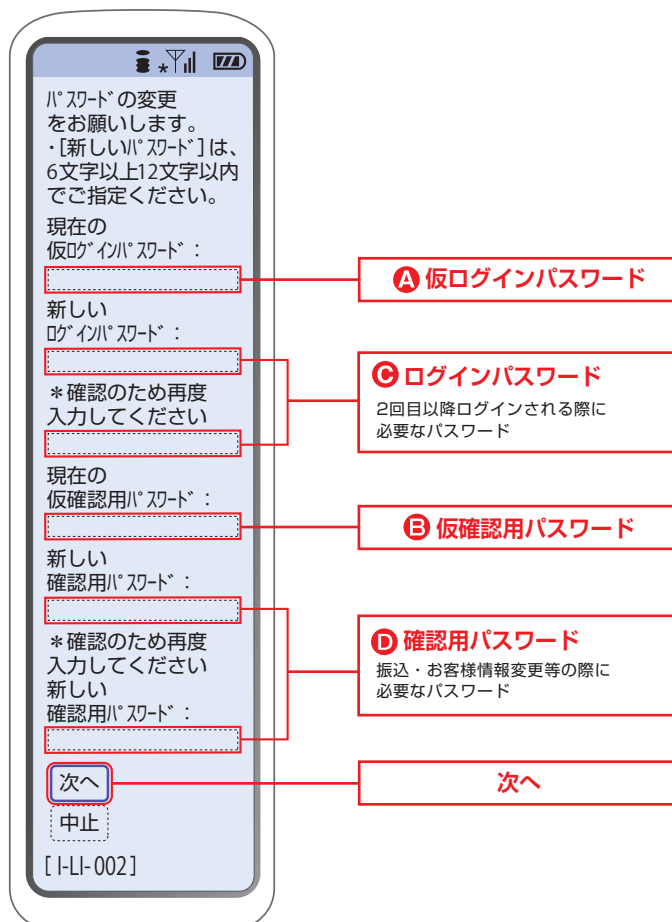 ﾊﾟｽﾜｰﾄﾞの変更
をお願いします。
・[新しいﾊﾟｽﾜｰﾄﾞ]は、
6文字以上12文字以内
でご指定ください。
現在の
仮ﾛｸﾞｲﾝﾊﾟｽﾜｰﾄﾞ：
A 仮ログインパスワード
新しい
ﾛｸﾞｲﾝﾊﾟｽﾜｰﾄﾞ：
＊確認のため再度
入力してください
C ログインパスワード
2回目以降ログインされる際に
必要なパスワード
現在の
仮確認用ﾊﾟｽﾜｰﾄﾞ：
B 仮確認用パスワード
新しい
確認用ﾊﾟｽﾜｰﾄﾞ：
＊確認のため再度
入力してください
新しい
確認用ﾊﾟｽﾜｰﾄﾞ：
D 確認用パスワード
振込・お客様情報変更等の際に
必要なパスワード
次へ
次へ
中止
[I-LI-002]